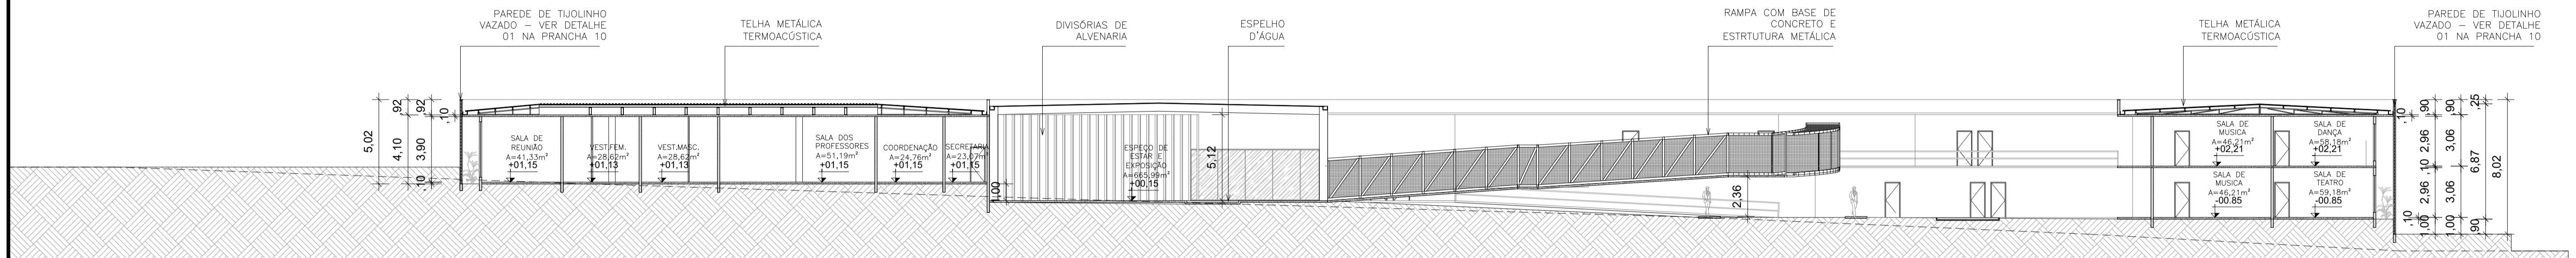 PAREDE DE TIJOLINHO
VAZADO – VER DETALHE
01 NA PRANCHA 10
TELHA METÁLICA
TERMOACÚSTICA
DIVISÓRIAS DE
ALVENARIA
ESPELHO
D'ÁGUA
RAMPA COM BASE DE
CONCRETO E
ESTRTUTURA METÁLICA
TELHA METÁLICA
TERMOACÚSTICA
PAREDE DE TIJOLINHO
VAZADO – VER DETALHE
01 NA PRANCHA 10
5,02
,92
4,10
,92
3,90
,10
,10
SALA DE
REUNIÃO
A=41,33m²
+01,15
VEST.FEM.
A=28,62m²
+01,13
VEST.MASC.
A=28,62m²
+01,13
SALA DOS
PROFESSORES
A=51,19m²
+01,15
COORDENAÇÃO
A=24,76m²
+01,15
SECRETARIA
A=23,07m²
+01,15
1,00
ESPEÇO DE
ESTAR E
EXPOSIÇÃO
A=665,99m²
+00,15
5,12
2,36
SALA DE
MUSICA
A=46,21m²
+02,21
SALA DE
DANÇA
A=58,18m²
+02,21
SALA DE
MUSICA
A=46,21m²
-00.85
SALA DE
TEATRO
A=59,18m²
-00.85
,10
,90
2,96
,10
2,96
,10
1,00
,90
3,06
3,06
1,00
,25
6,87
,90
8,02